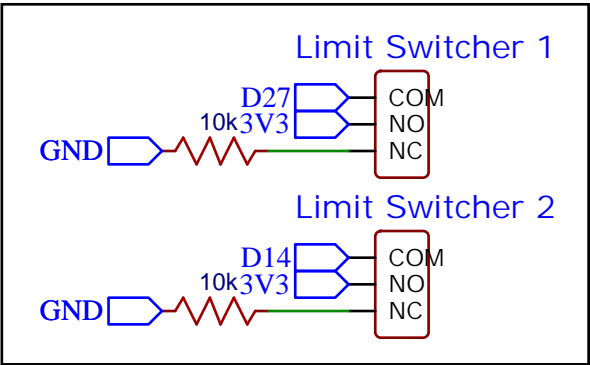 Limit Switcher 1
D27 COM
10k 3V3 NO
GND NC
Limit Switcher 2
D14 COM
10k 3V3 NO
GND NC